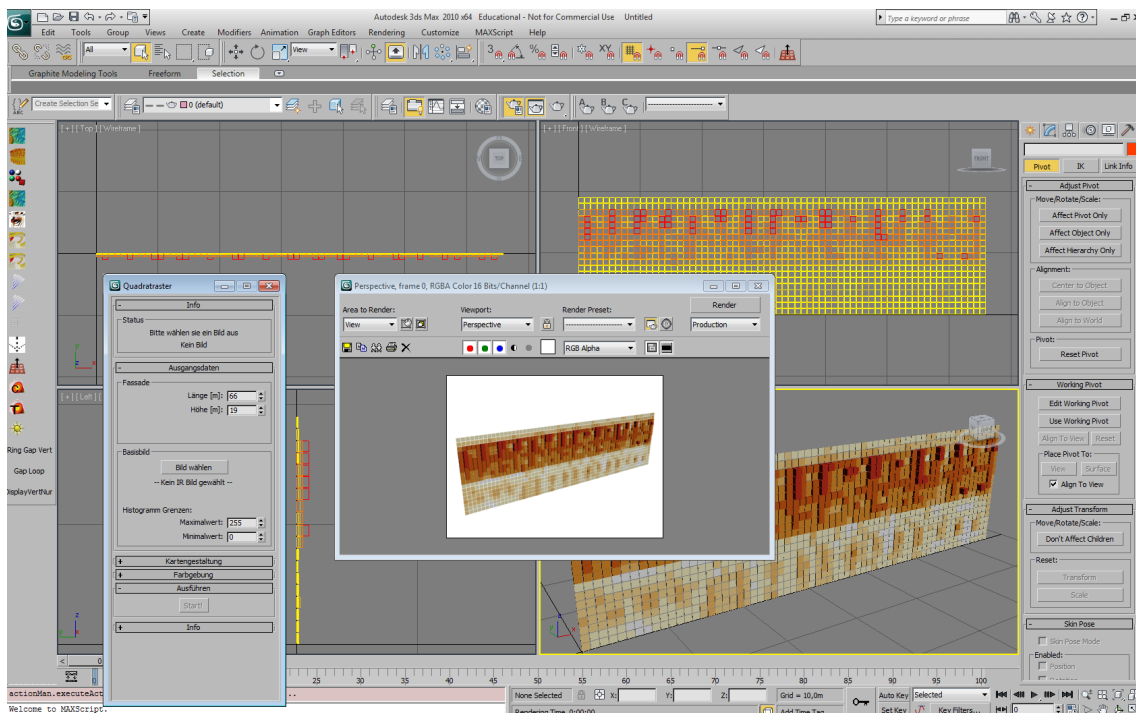 Autodesk 3ds Max 2010 x64 Educational - Not for Commercial Use Untitled
Type a keyword or phrase
Edit Tools Group Views Create Modifiers Animation Graph Editors Rendering Customize MAXScript Help
All
View
Graphite Modeling Tools Freeform Selection
Create Selection Se
0 (default)
[ + ] [ Top ] [ Wireframe ]
TOP
[ + ] [ Front ] [ Wireframe ]
FRONT
Pivot IK Link Info
Adjust Pivot
Move/Rotate/Scale:
Affect Pivot Only
Affect Object Only
Affect Hierarchy Only
Alignment:
Center to Object
Align to Object
Align to World
Pivot:
Reset Pivot
Working Pivot
Edit Working Pivot
Use Working Pivot
Align To View Reset
Place Pivot To:
View Surface
Align To View
Adjust Transform
Move/Rotate/Scale:
Don't Affect Children
Reset:
Transform
Scale
Skin Pose
Skin Pose Mode
Enabled:
Position
Quadratraster
Info
Status
Bitte wählen sie ein Bild aus
Kein Bild
Ausgangsdaten
Fassade
Länge [m]: 66
Höhe [m]: 19
Basisbild
Bild wählen
-- Kein IR Bild gewählt --
Histogramm Grenzen:
Maximalwert: 255
Minimalwert: 0
Kartengestaltung
Farbgebung
Ausführen
Start!
Info
Perspective, frame 0, RGBA Color 16 Bits/Channel (1:1)
Area to Render:
View
Viewport:
Perspective
Render Preset:
Render
Production
RGB Alpha
[ + ] [ Left ] [
Ring Gap Vert
Gap Loop
DisplayVertNur
0
25 30 35 40 45 50 55 60 65 70 75 80 85 90 95 100
actionMan.executeAct
Welcome to MAXScript.
None Selected X: Y: Z: Grid = 10,0m
Rendering Time 0:00:00
Add Time Tag
Auto Key Selected
Set Key Key Filters...
0